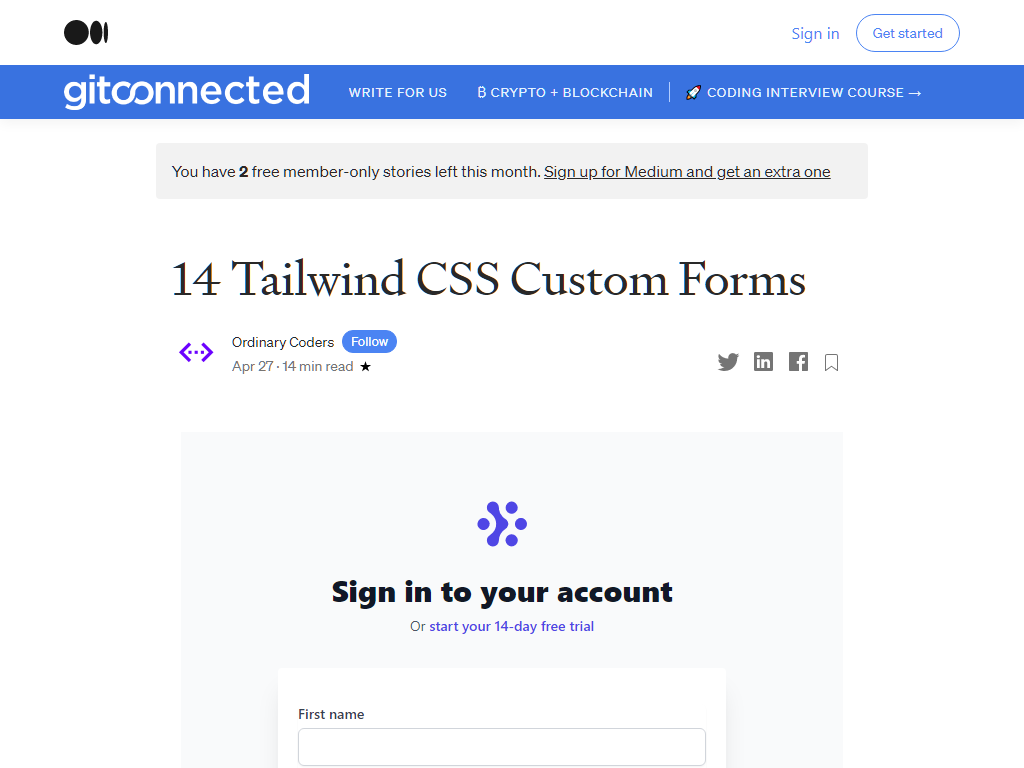 Sign in
Get started
gitconnected
WRITE FOR US
₿ CRYPTO + BLOCKCHAIN
🚀 CODING INTERVIEW COURSE →
You have 2 free member-only stories left this month. Sign up for Medium and get an extra one
14 Tailwind CSS Custom Forms
Ordinary Coders
Follow
Apr 27 · 14 min read ★
Sign in to your account
Or start your 14-day free trial
First name